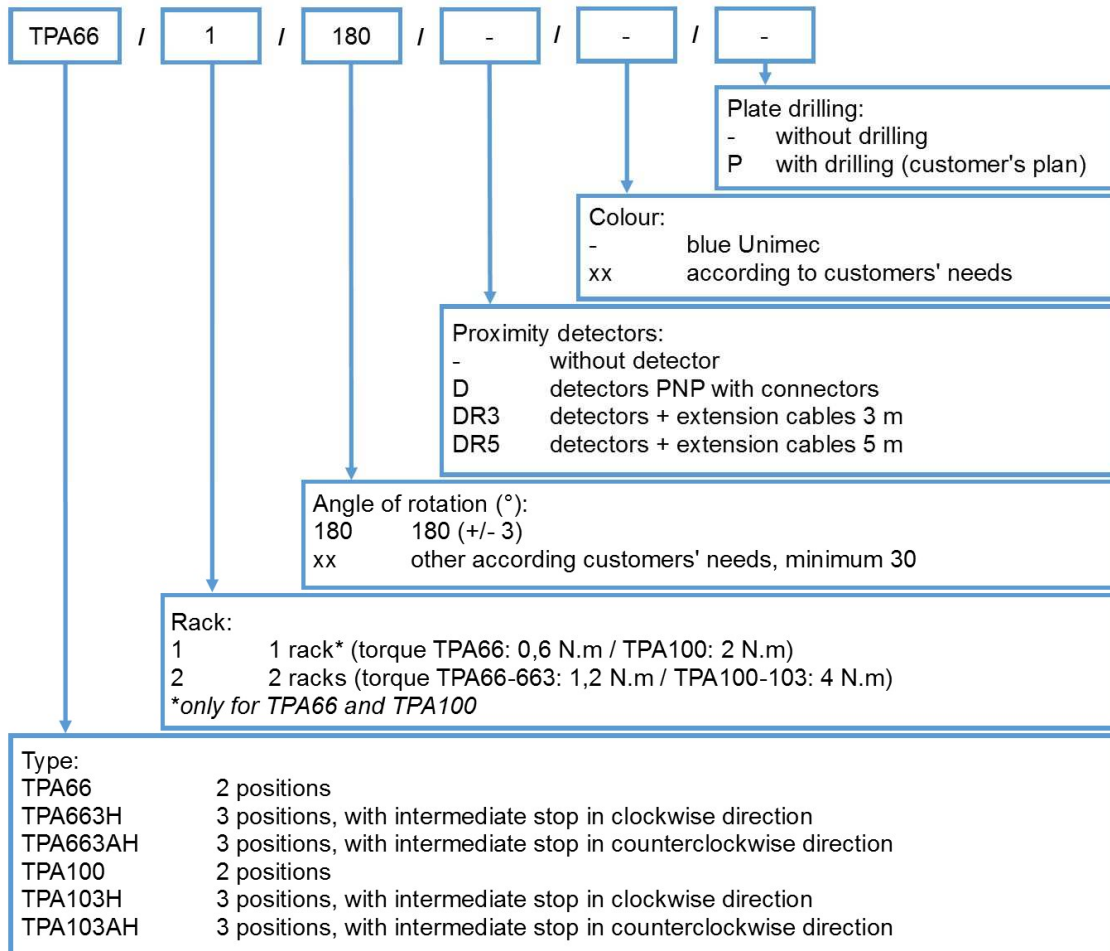 TPA66 / 1 / 180 / - / - / -
Plate drilling:
- without drilling
P with drilling (customer's plan)
Colour:
- blue Unimec
xx according to customers' needs
Proximity detectors:
- without detector
D detectors PNP with connectors
DR3 detectors + extension cables 3 m
DR5 detectors + extension cables 5 m
Angle of rotation (°):
180 180 (+/- 3)
xx other according customers' needs, minimum 30
Rack:
1 1 rack* (torque TPA66: 0,6 N.m / TPA100: 2 N.m)
2 2 racks (torque TPA66-663: 1,2 N.m / TPA100-103: 4 N.m)
*only for TPA66 and TPA100
Type:
TPA66 2 positions
TPA663H 3 positions, with intermediate stop in clockwise direction
TPA663AH 3 positions, with intermediate stop in counterclockwise direction
TPA100 2 positions
TPA103H 3 positions, with intermediate stop in clockwise direction
TPA103AH 3 positions, with intermediate stop in counterclockwise direction